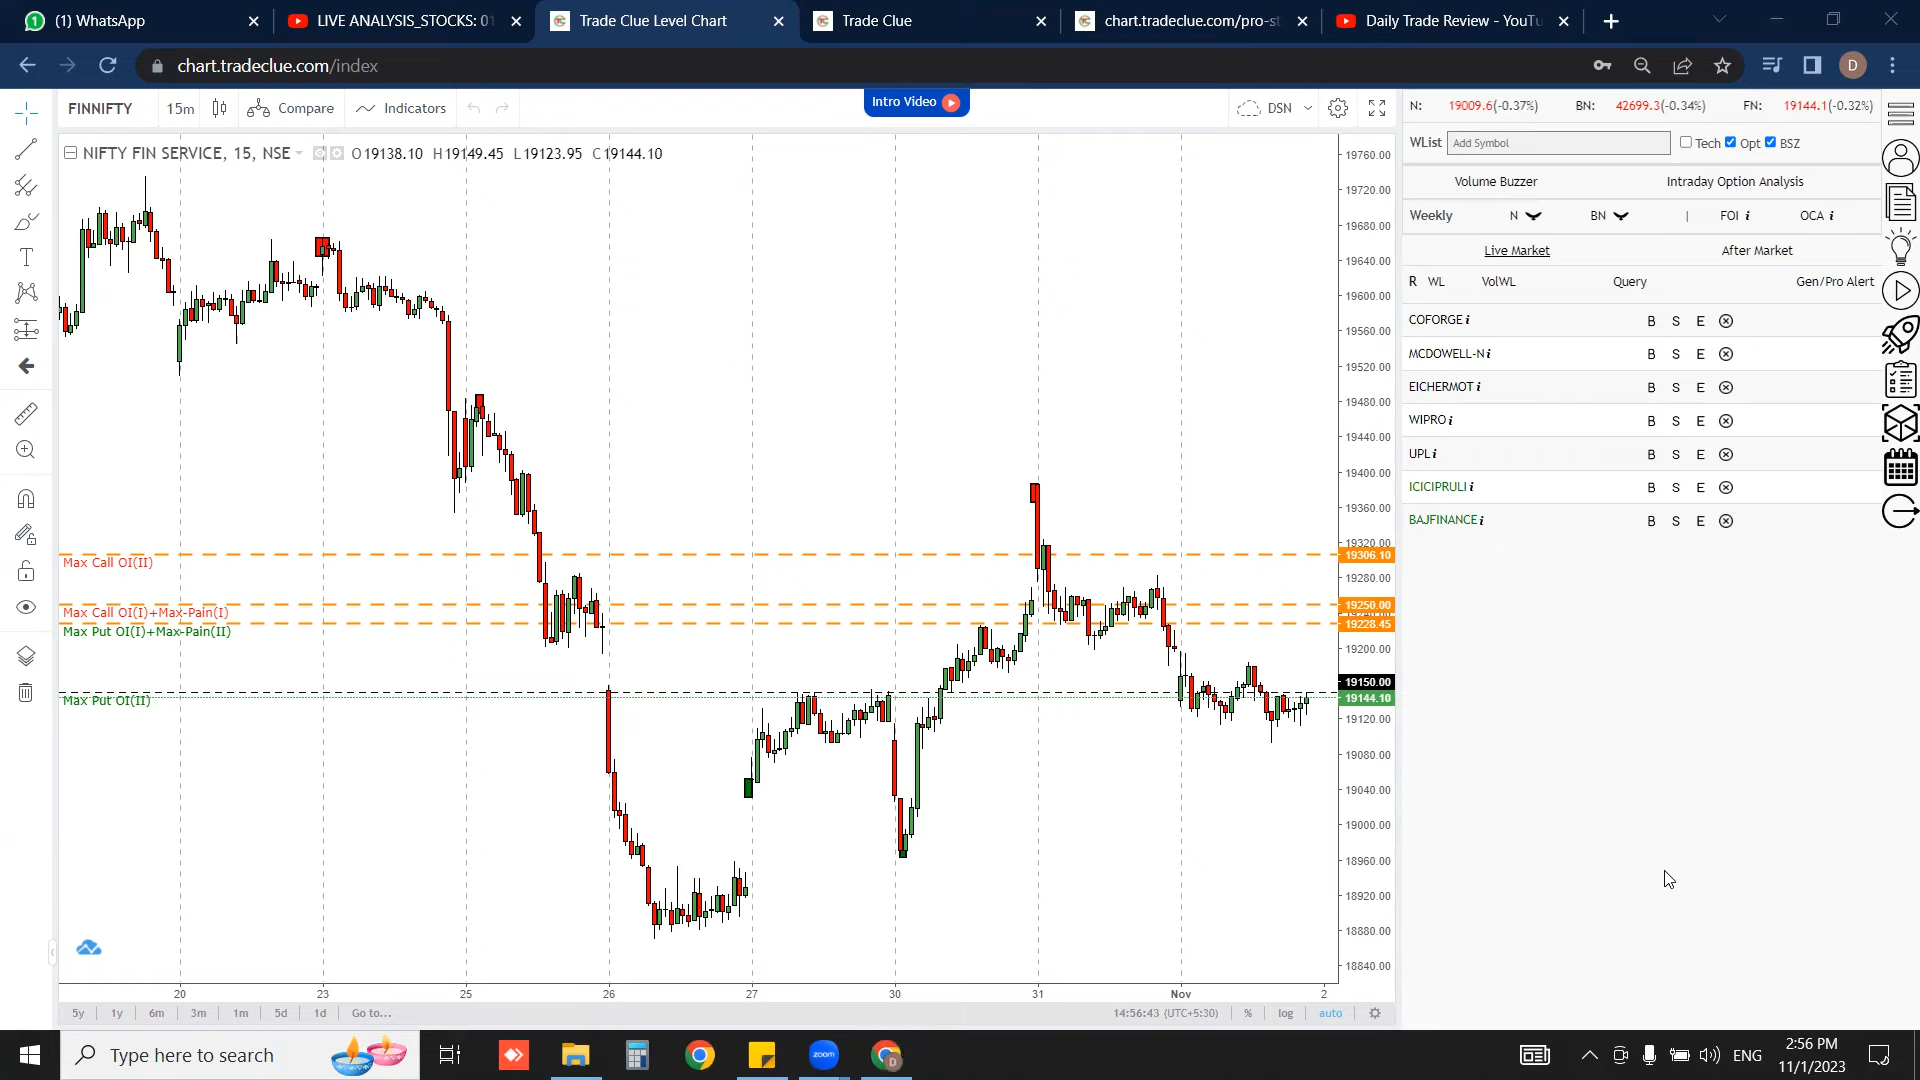 WhatsApp
LIVE ANALYSIS_STOCKS: 01
Trade Clue Level Chart
Trade Clue
chart.tradeclue.com/pro-st
Daily Trade Review - YouTu
chart.tradeclue.com/index
D
FINNIFTY
15m
Compare
Indicators
Intro Video
DSN
NIFTY FIN SERVICE, 15, NSE
O19138.10 H19149.45 L19123.95 C19144.10
Max Call OI(II)
Max Call OI(I)+Max-Pain(I)
Max Put OI(I)+Max-Pain(II)
Max Put OI(II)
19760.00
19720.00
19680.00
19640.00
19600.00
19560.00
19520.00
19480.00
19440.00
19400.00
19360.00
19320.00
19306.10
19280.00
19250.00
19228.45
19200.00
19150.00
19144.10
19120.00
19080.00
19040.00
19000.00
18960.00
18920.00
18880.00
18840.00
20 23 25 26 27 30 31 Nov 2
5y 1y 6m 3m 1m 5d 1d Go to...
14:56:43 (UTC+5:30) % log auto
N: 19009.6(-0.37%) BN: 42699.3(-0.34%) FN: 19144.1(-0.32%)
WList Add Symbol Tech Opt BSZ
Volume Buzzer Intraday Option Analysis
Weekly N BN | FOI i OCA i
Live Market After Market
R WL VolWL Query Gen/Pro Alert
COFORGE i B S E
MCDOWELL-N i B S E
EICHERMOT i B S E
WIPRO i B S E
UPL i B S E
ICICIPRULI i B S E
BAJFINANCE i B S E
Type here to search
zoom
D
ENG
2:56 PM
11/1/2023